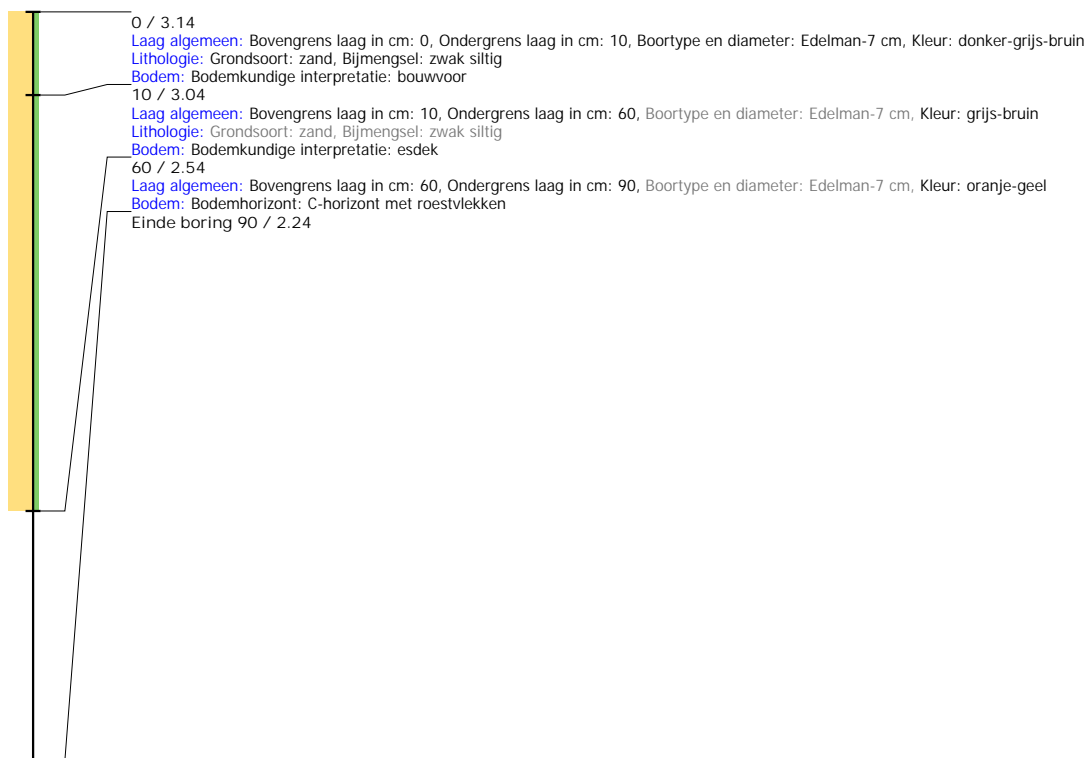 0 / 3.14
Laag algemeen: Bovengrens laag in cm: 0, Ondergrens laag in cm: 10, Boortype en diameter: Edelman-7 cm, Kleur: donker-grijs-bruin
Lithologie: Grondsoort: zand, Bijmengsel: zwak siltig
Bodem: Bodemkundige interpretatie: bouwvoor
10 / 3.04
Laag algemeen: Bovengrens laag in cm: 10, Ondergrens laag in cm: 60, Boortype en diameter: Edelman-7 cm, Kleur: grijs-bruin
Lithologie: Grondsoort: zand, Bijmengsel: zwak siltig
Bodem: Bodemkundige interpretatie: esdek
60 / 2.54
Laag algemeen: Bovengrens laag in cm: 60, Ondergrens laag in cm: 90, Boortype en diameter: Edelman-7 cm, Kleur: oranje-geel
Bodem: Bodemhorizont: C-horizont met roestvlekken
Einde boring 90 / 2.24